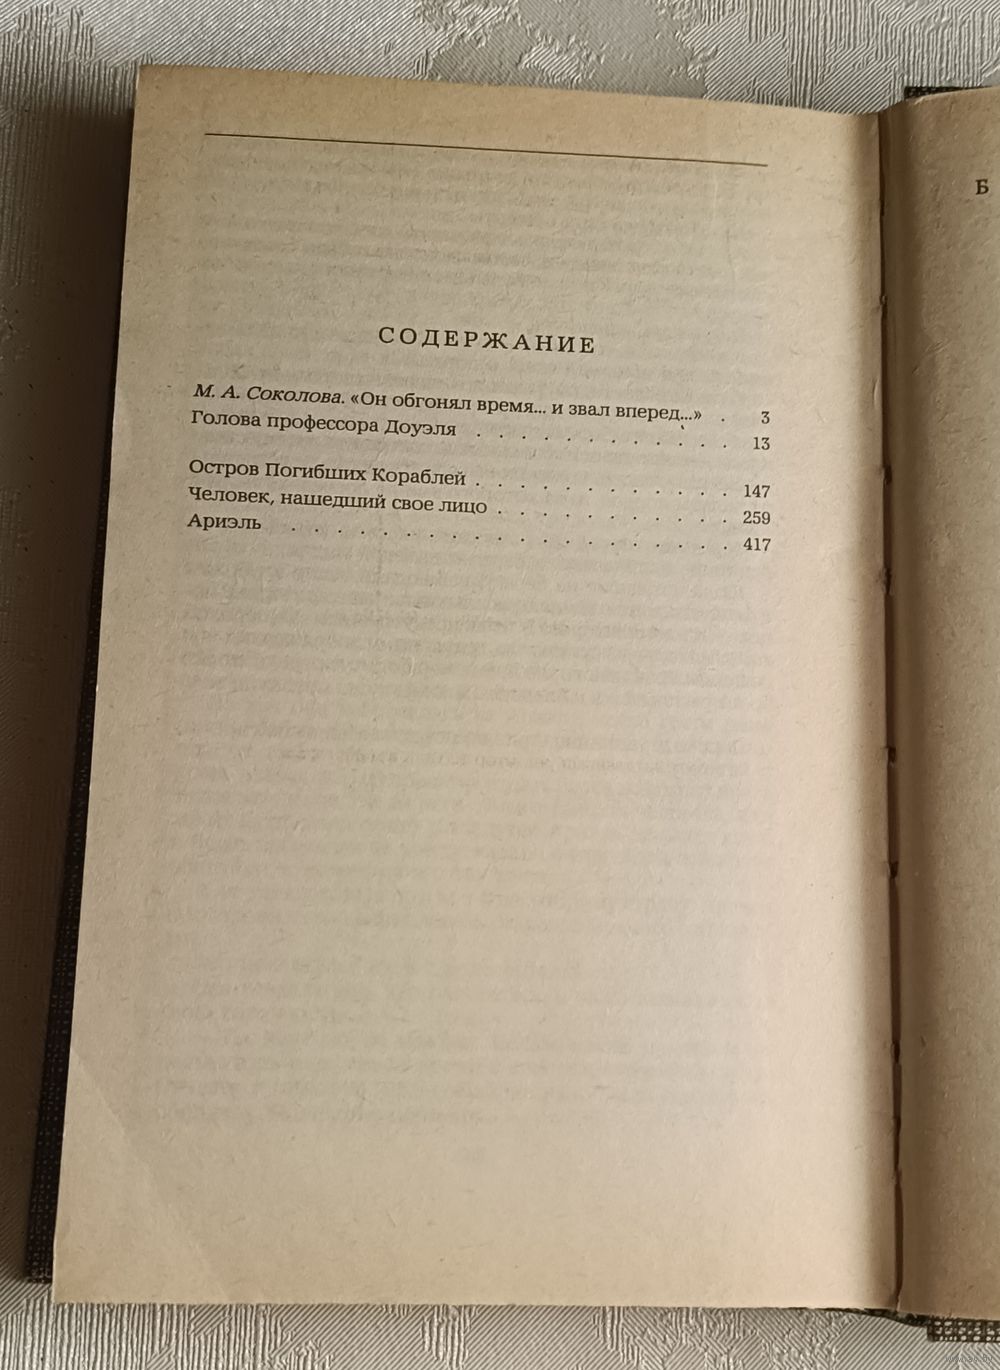 СОДЕРЖАНИЕ
М. А. Соколова. «Он обгонял время... и звал вперед...» . 3
Голова профессора Доуэля . . . . . . . . . . . . 13
Остров Погибших Кораблей . . . . . . . . . . . 147
Человек, нашедший свое лицо . . . . . . . . . . . 259
Ариэль . . . . . . . . . . . . . . . . . . . . 417
Б